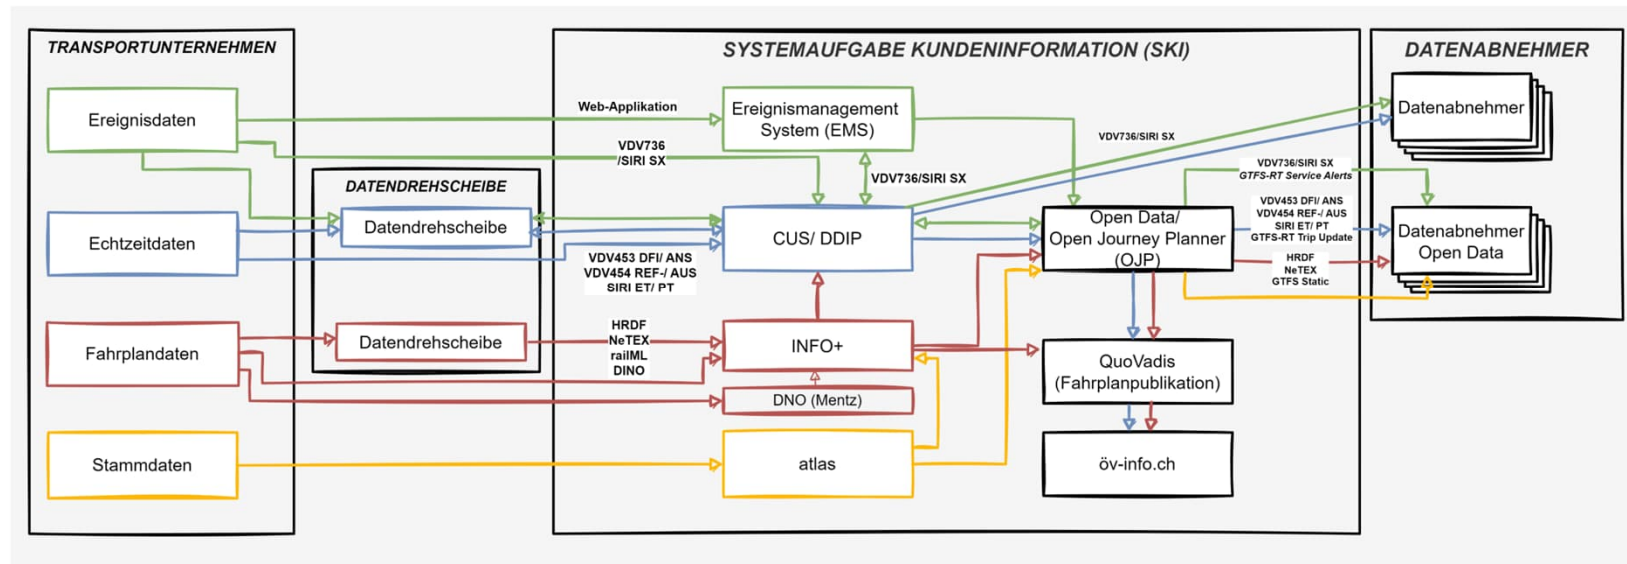 TRANSPORTUNTERNEHMEN
Ereignisdaten
Echtzeitdaten
Fahrplandaten
Stammdaten
DATENDREHSCHEIBE
Datendrehscheibe
Datendrehscheibe
SYSTEMAUFGABE KUNDENINFORMATION (SKI)
Web-Applikation
VDV736
/SIRI SX
VDV453 DFI/ ANS
VDV454 REF-/ AUS
SIRI ET/ PT
HRDF
NeTEX
railML
DINO
Ereignismanagement
System (EMS)
VDV736/SIRI SX
CUS/ DDIP
INFO+
DNO (Mentz)
atlas
Open Data/
Open Journey Planner
(OJP)
QuoVadis
(Fahrplanpublikation)
öv-info.ch
VDV736/SIRI SX
VDV736/SIRI SX
GTFS-RT Service Alerts
VDV453 DFI/ ANS
VDV454 REF-/ AUS
SIRI ET/ PT
GTFS-RT Trip Update
HRDF
NeTEX
GTFS Static
DATENABNEHMER
Datenabnehmer
Datenabnehmer
Open Data